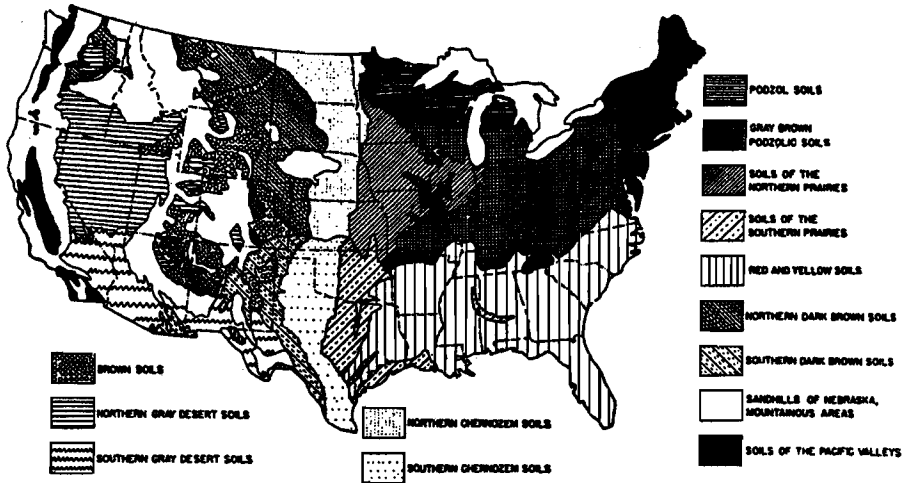 PODZOL SOILS
GRAY BROWN
PODZOLIC SOILS
SOILS OF THE
NORTHERN PRAIRIES
SOILS OF THE
SOUTHERN PRAIRIES
RED AND YELLOW SOILS
NORTHERN DARK BROWN SOILS
SOUTHERN DARK BROWN SOILS
SANDHILLS OF NEBRASKA,
MOUNTAINOUS AREAS
SOILS OF THE PACIFIC VALLEYS
BROWN SOILS
NORTHERN GRAY DESERT SOILS
SOUTHERN GRAY DESERT SOILS
NORTHERN CHERNOZEM SOILS
SOUTHERN CHERNOZEM SOILS